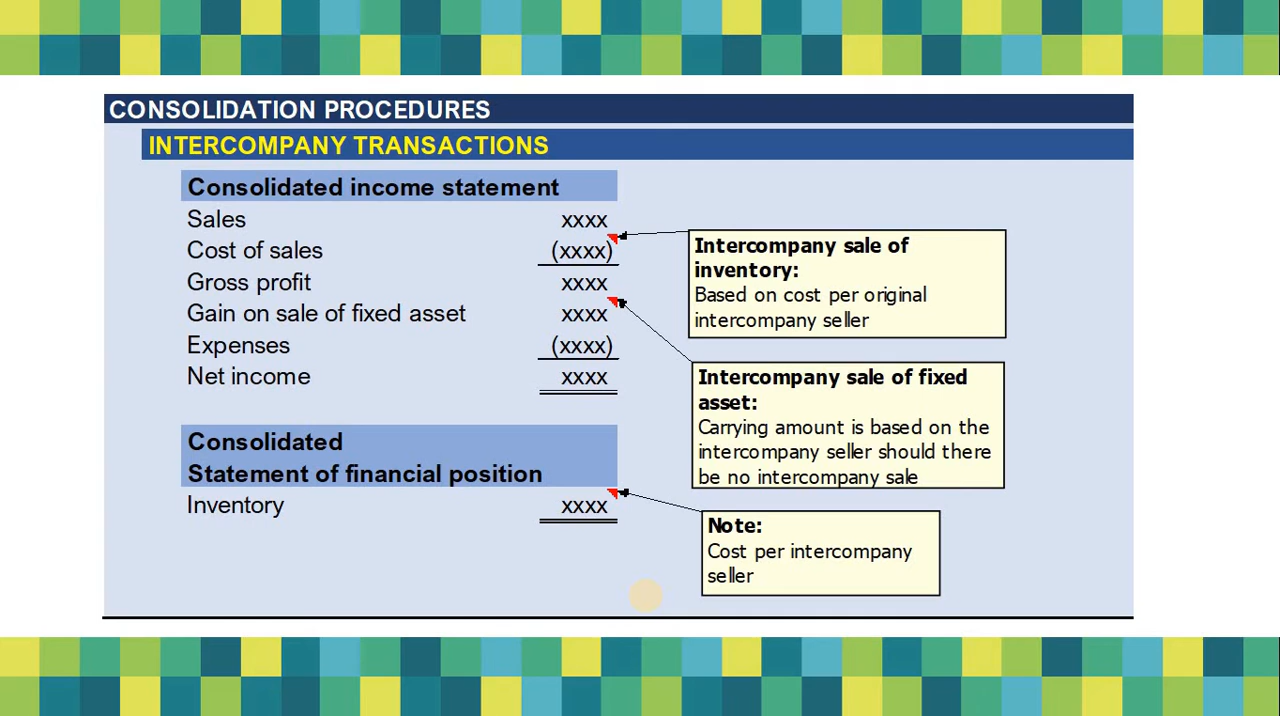 CONSOLIDATION PROCEDURES
INTERCOMPANY TRANSACTIONS
Consolidated income statement
Sales xxxx
Cost of sales (xxxx)
Gross profit xxxx
Gain on sale of fixed asset xxxx
Expenses (xxxx)
Net income xxxx
Consolidated
Statement of financial position
Inventory xxxx
Intercompany sale of
inventory:
Based on cost per original
intercompany seller
Intercompany sale of fixed
asset:
Carrying amount is based on the
intercompany seller should there
be no intercompany sale
Note:
Cost per intercompany
seller